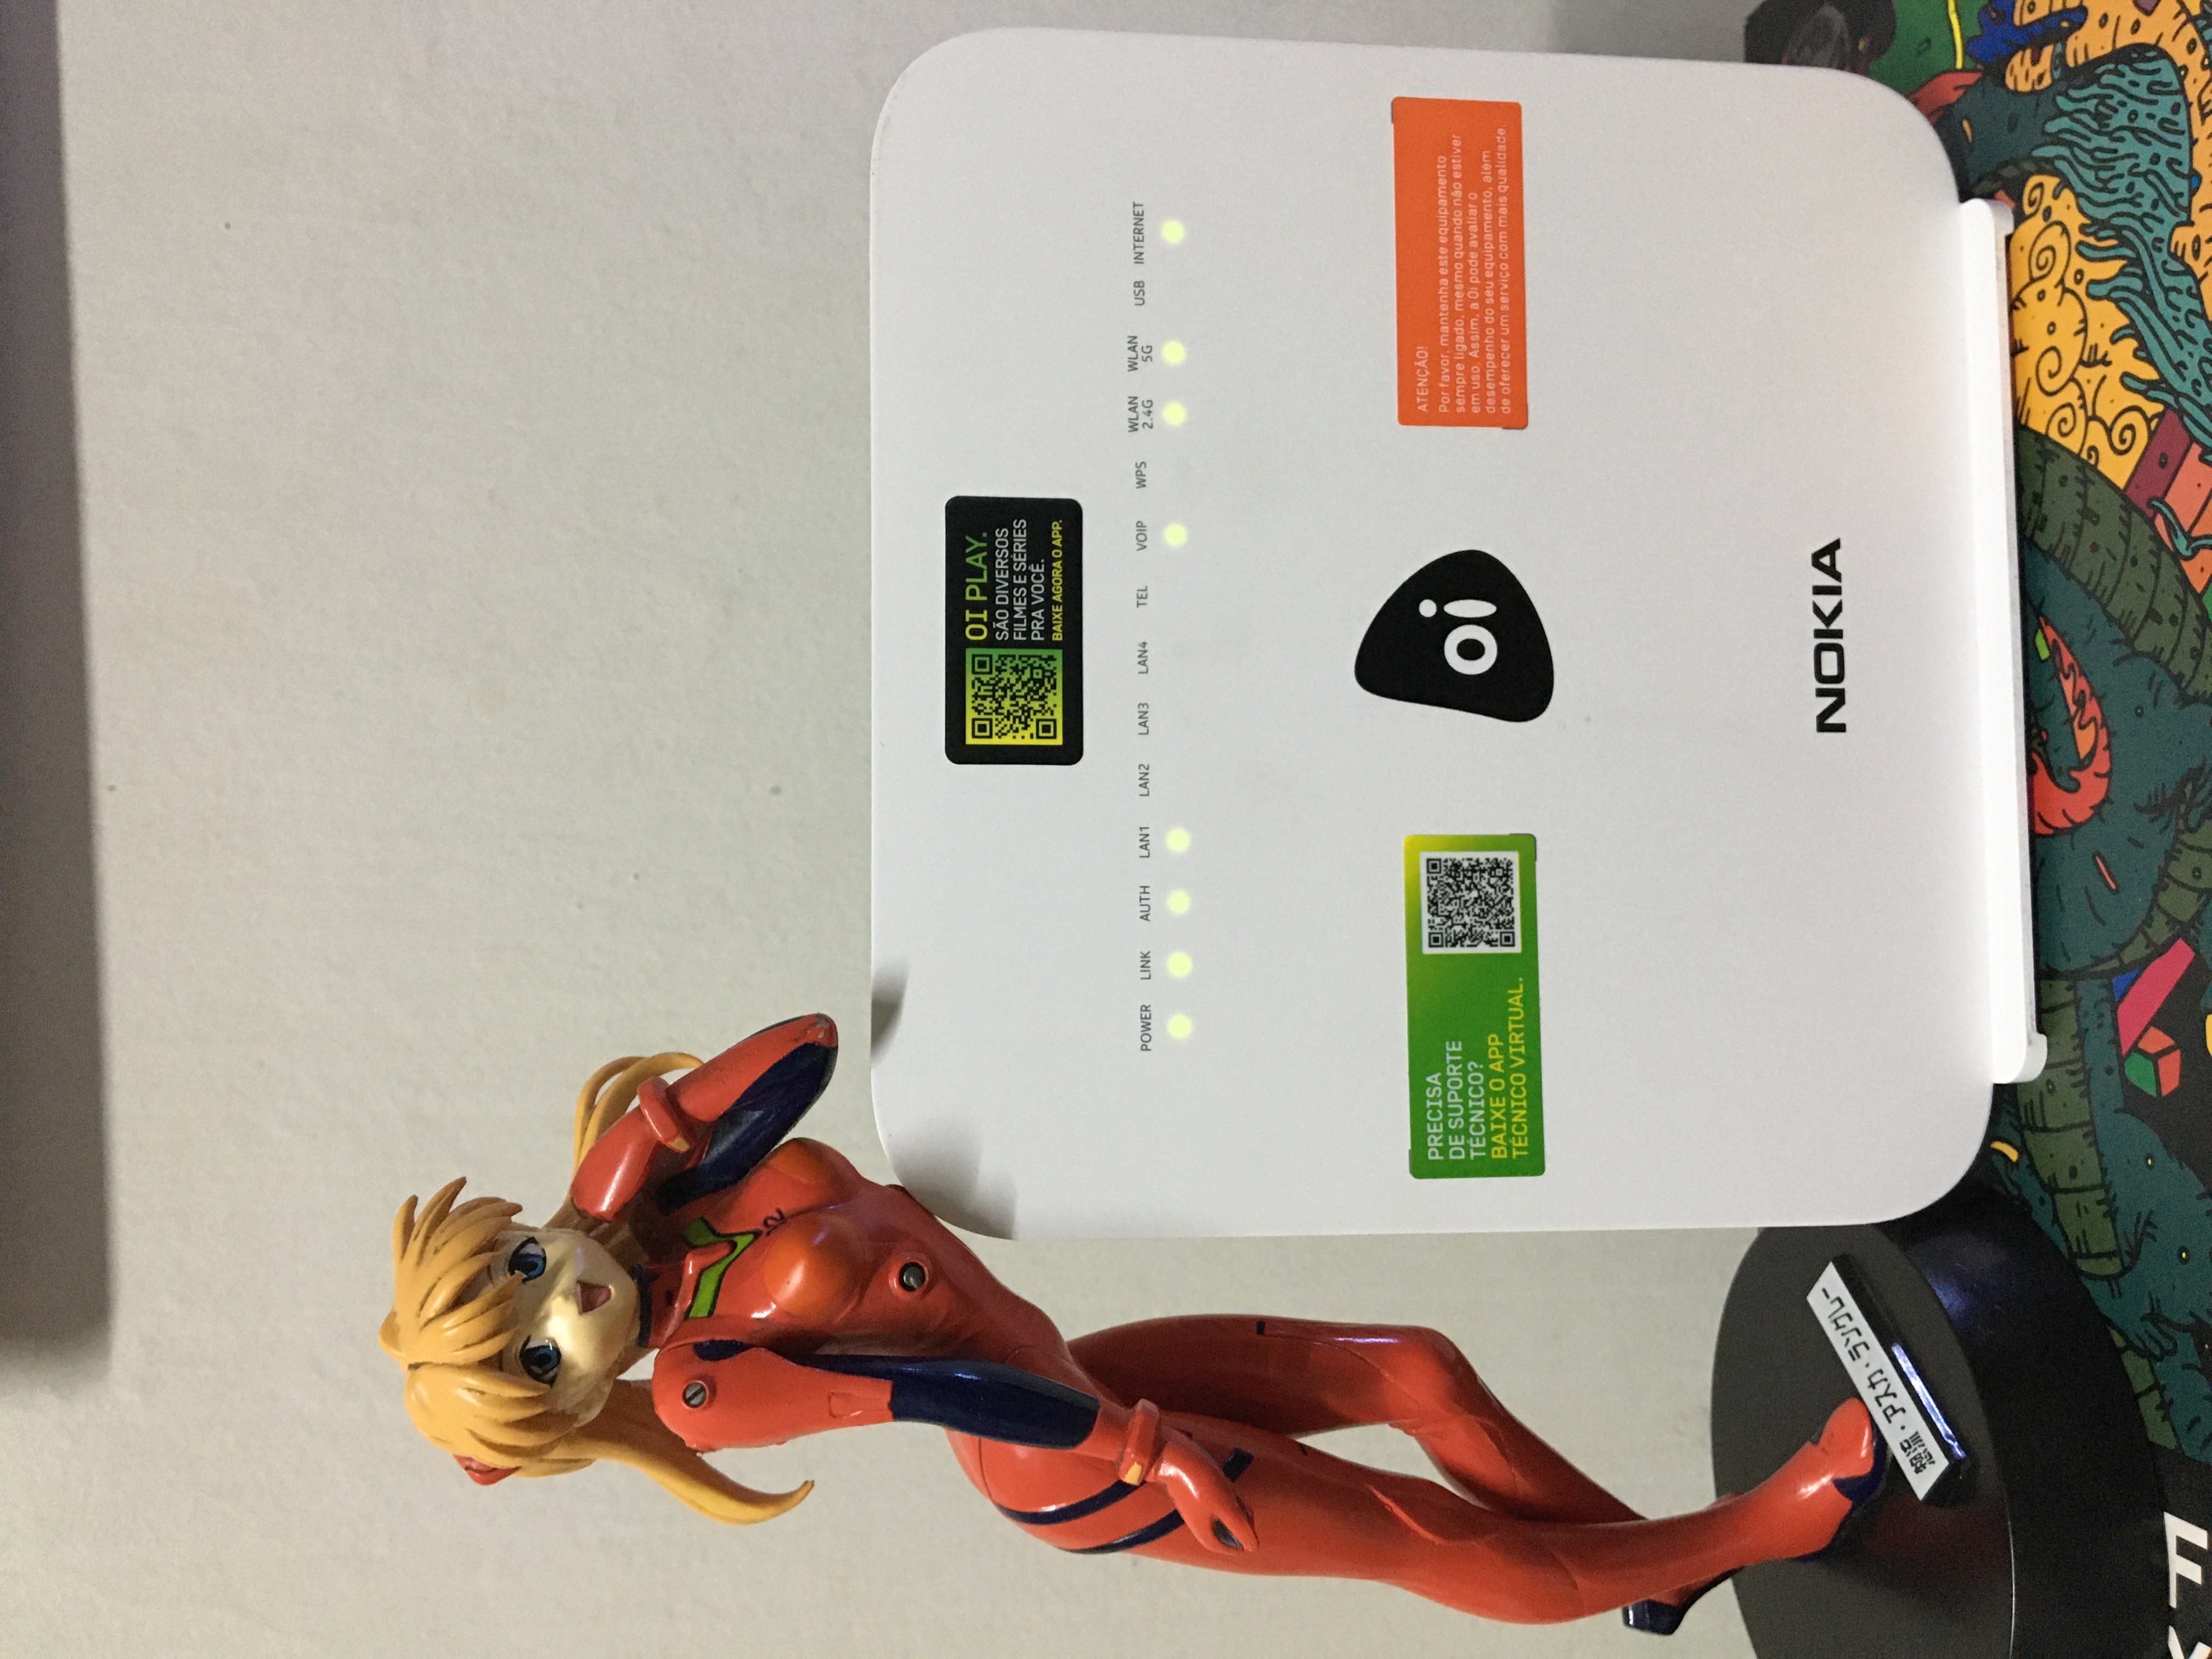 02
OI PLAY.
SÃO DIVERSOS
FILMES E SÉRIES
PRA VOCÊ.
BAIXE AGORA O APP.
POWER LINK AUTH LAN1 LAN2 LAN3 LAN4 TEL VOIP WPS WLAN 2.4G WLAN 5G USB INTERNET
PRECISA
DE SUPORTE
TÉCNICO?
BAIXE O APP
TÉCNICO VIRTUAL.
oi
ATENÇÃO!
Por favor, mantenha este equipamento
sempre ligado, mesmo quando não estiver
em uso. Assim, a Oi pode avaliar o
desempenho do seu equipamento, além
de oferecer um serviço com mais qualidade.
NOKIA
惣流・アスカ・ラングレー